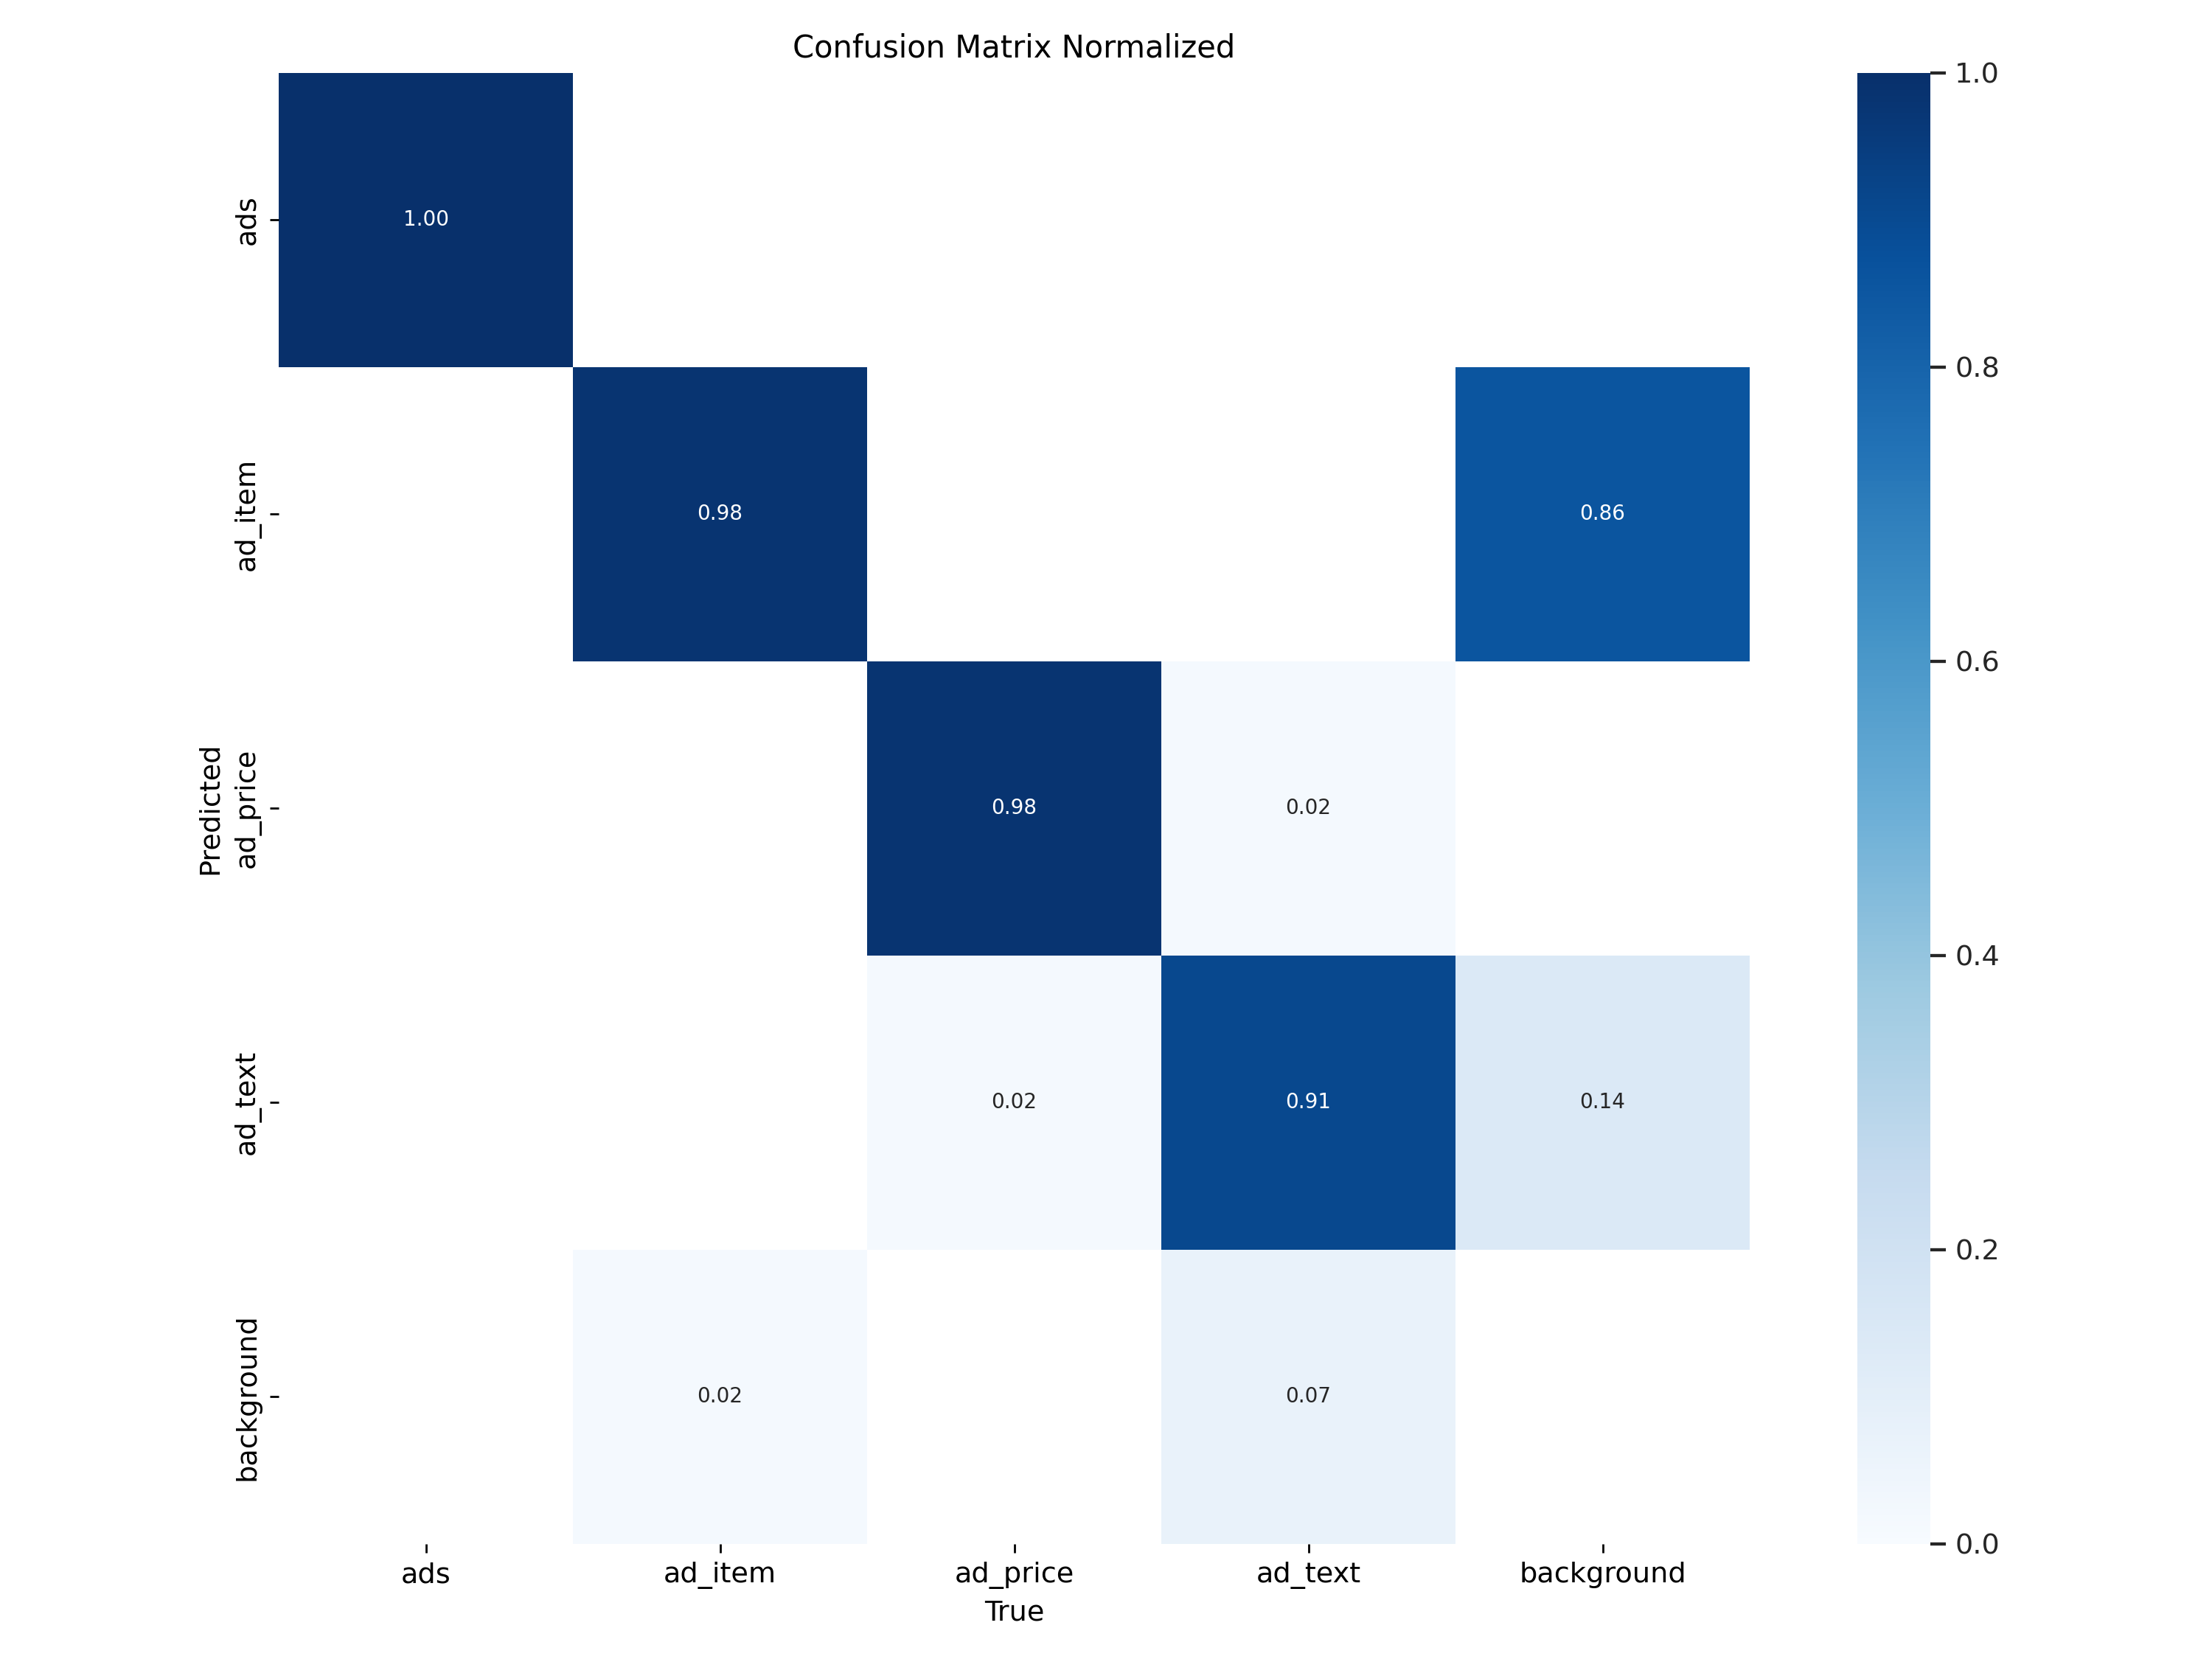 Confusion Matrix Normalized
1.0
ads
1.00
0.8
ad_item
0.98
0.86
0.6
Predicted
ad_price
0.98
0.02
0.4
ad_text
0.02
0.91
0.14
0.2
background
0.02
0.07
0.0
ads
ad_item
ad_price
ad_text
background
True